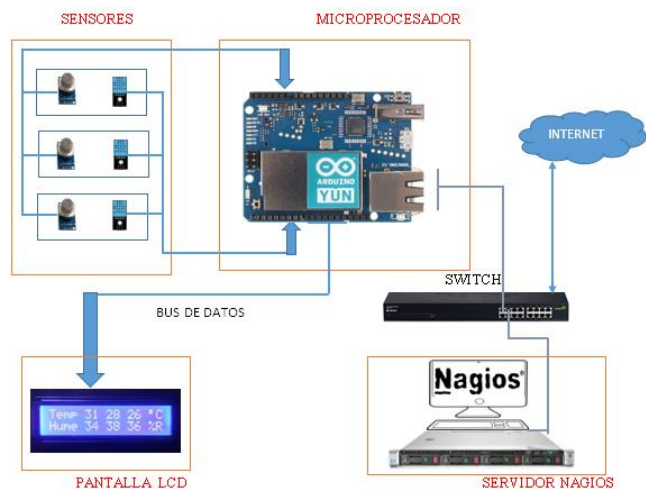 SENSORES
MICROPROCESADOR
INTERNET
ARDUINO
YUN
SWITCH
BUS DE DATOS
Nagios®
Temp 31 28 26 °C
Hume 34 38 36 %R
PANTALLA LCD
SERVIDOR NAGIOS